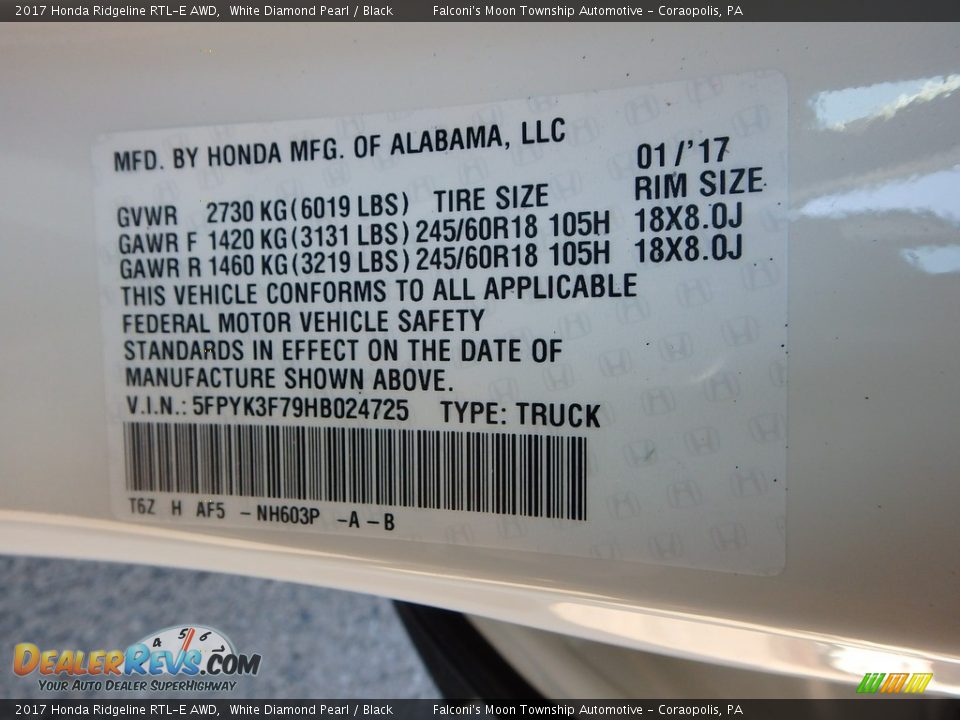 2017 Honda Ridgeline RTL-E AWD, White Diamond Pearl / Black Falconi's Moon Township Automotive - Coraopolis, PA
MFD. BY HONDA MFG. OF ALABAMA, LLC 01/'17
GVWR 2730 KG(6019 LBS) TIRE SIZE RIM SIZE
GAWR F 1420 KG(3131 LBS) 245/60R18 105H 18X8.0J
GAWR R 1460 KG(3219 LBS) 245/60R18 105H 18X8.0J
THIS VEHICLE CONFORMS TO ALL APPLICABLE
FEDERAL MOTOR VEHICLE SAFETY
STANDARDS IN EFFECT ON THE DATE OF
MANUFACTURE SHOWN ABOVE.
V.I.N.: 5FPYK3F79HB024725 TYPE: TRUCK
T6Z H AF5 -NH603P -A-B
4 5 6
DEALERREVS.COM
YOUR AUTO DEALER SUPERHIGHWAY
2017 Honda Ridgeline RTL-E AWD, White Diamond Pearl / Black Falconi's Moon Township Automotive - Coraopolis, PA